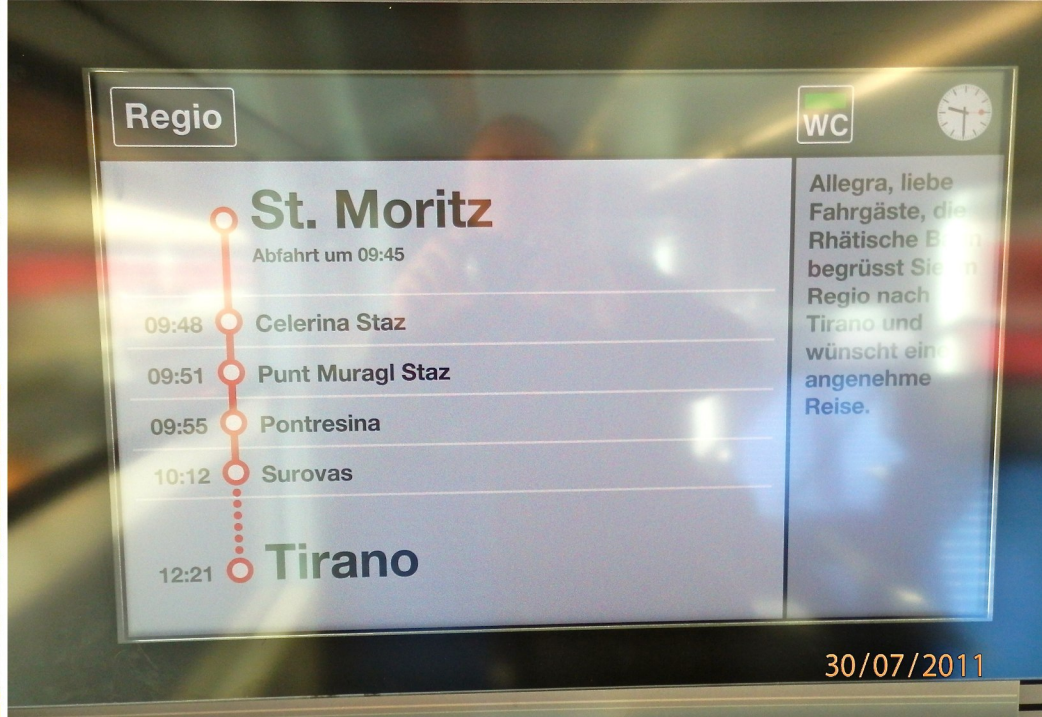 Regio
WC
St. Moritz
Abfahrt um 09:45
09:48 Celerina Staz
09:51 Punt Muragl Staz
09:55 Pontresina
10:12 Surovas
12:21 Tirano
Allegra, liebe
Fahrgäste, die
Rhätische
begrüsst Sie
Regio nach
Tirano und
wünscht
angenehme
Reise.
30/07/2011